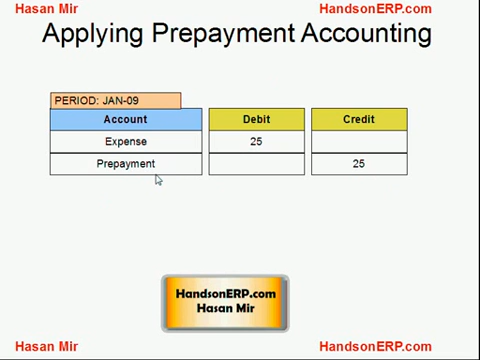 Hasan Mir HandsonERP.com
Applying Prepayment Accounting
PERIOD: JAN-09
Account Debit Credit
Expense 25
Prepayment 25
HandsonERP.com
Hasan Mir
Hasan Mir HandsonERP.com